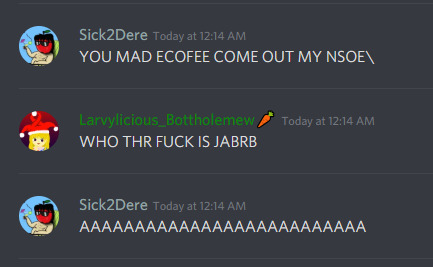 Sick2Dere Today at 12:14 AM
YOU MAD ECOFEE COME OUT MY NSOE\
Larvylicious_Bottholemew🥕 Today at 12:14 AM
WHO THR FUCK IS JABRB
Sick2Dere Today at 12:14 AM
AAAAAAAAAAAAAAAAAAAAAAAAAA